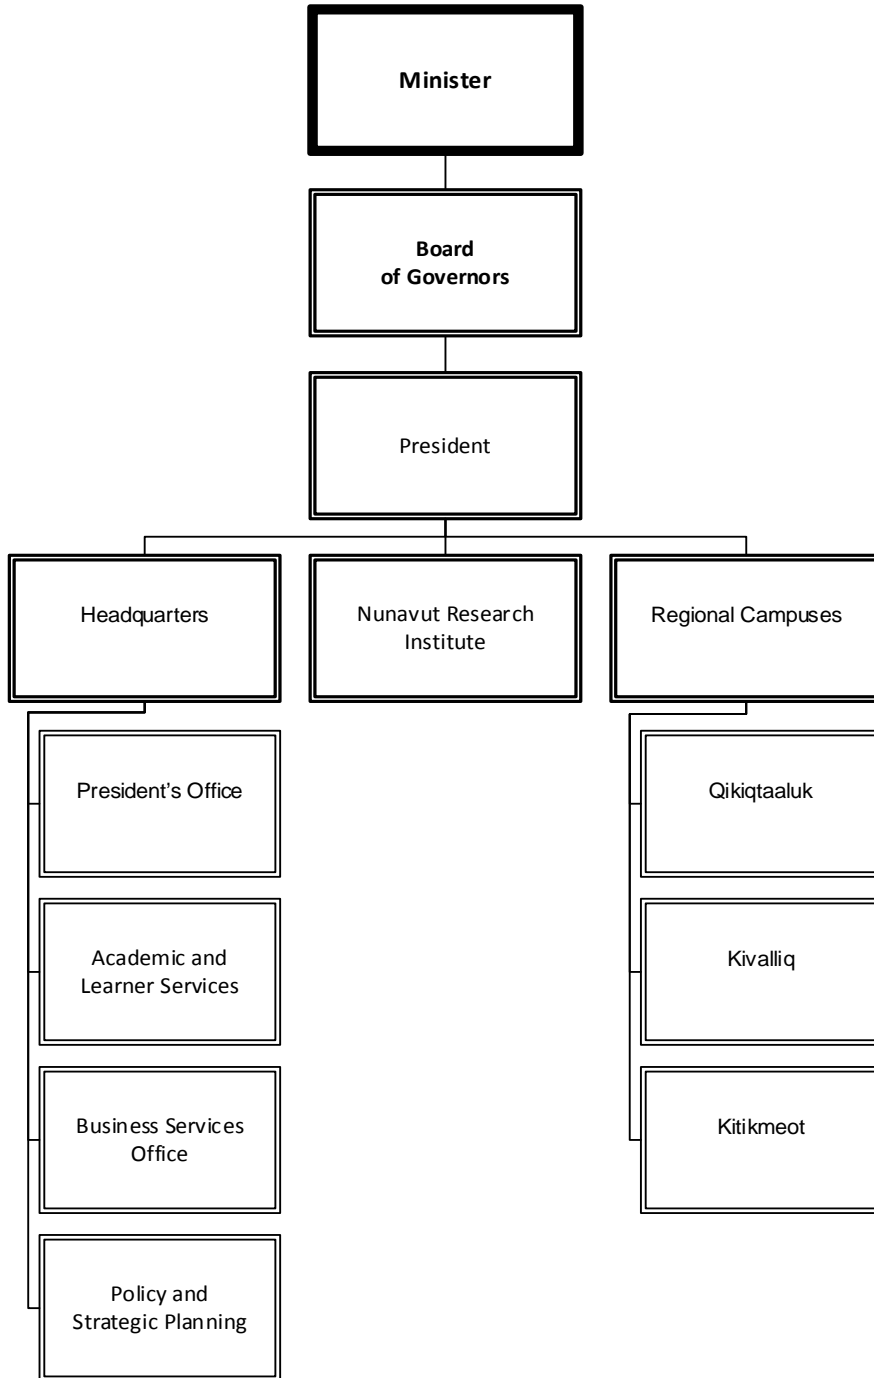 Minister
Board
of Governors
President
Headquarters
Nunavut Research
Institute
Regional Campuses
President’s Office
Academic and
Learner Services
Business Services
Office
Policy and
Strategic Planning
Qikiqtaaluk
Kivalliq
Kitikmeot